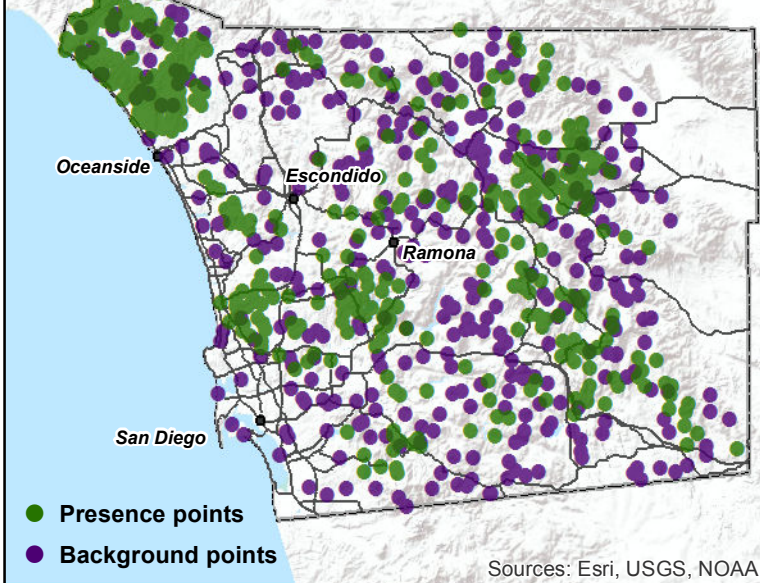 Oceanside
Escondido
Ramona
San Diego
Presence points
Background points
Sources: Esri, USGS, NOAA